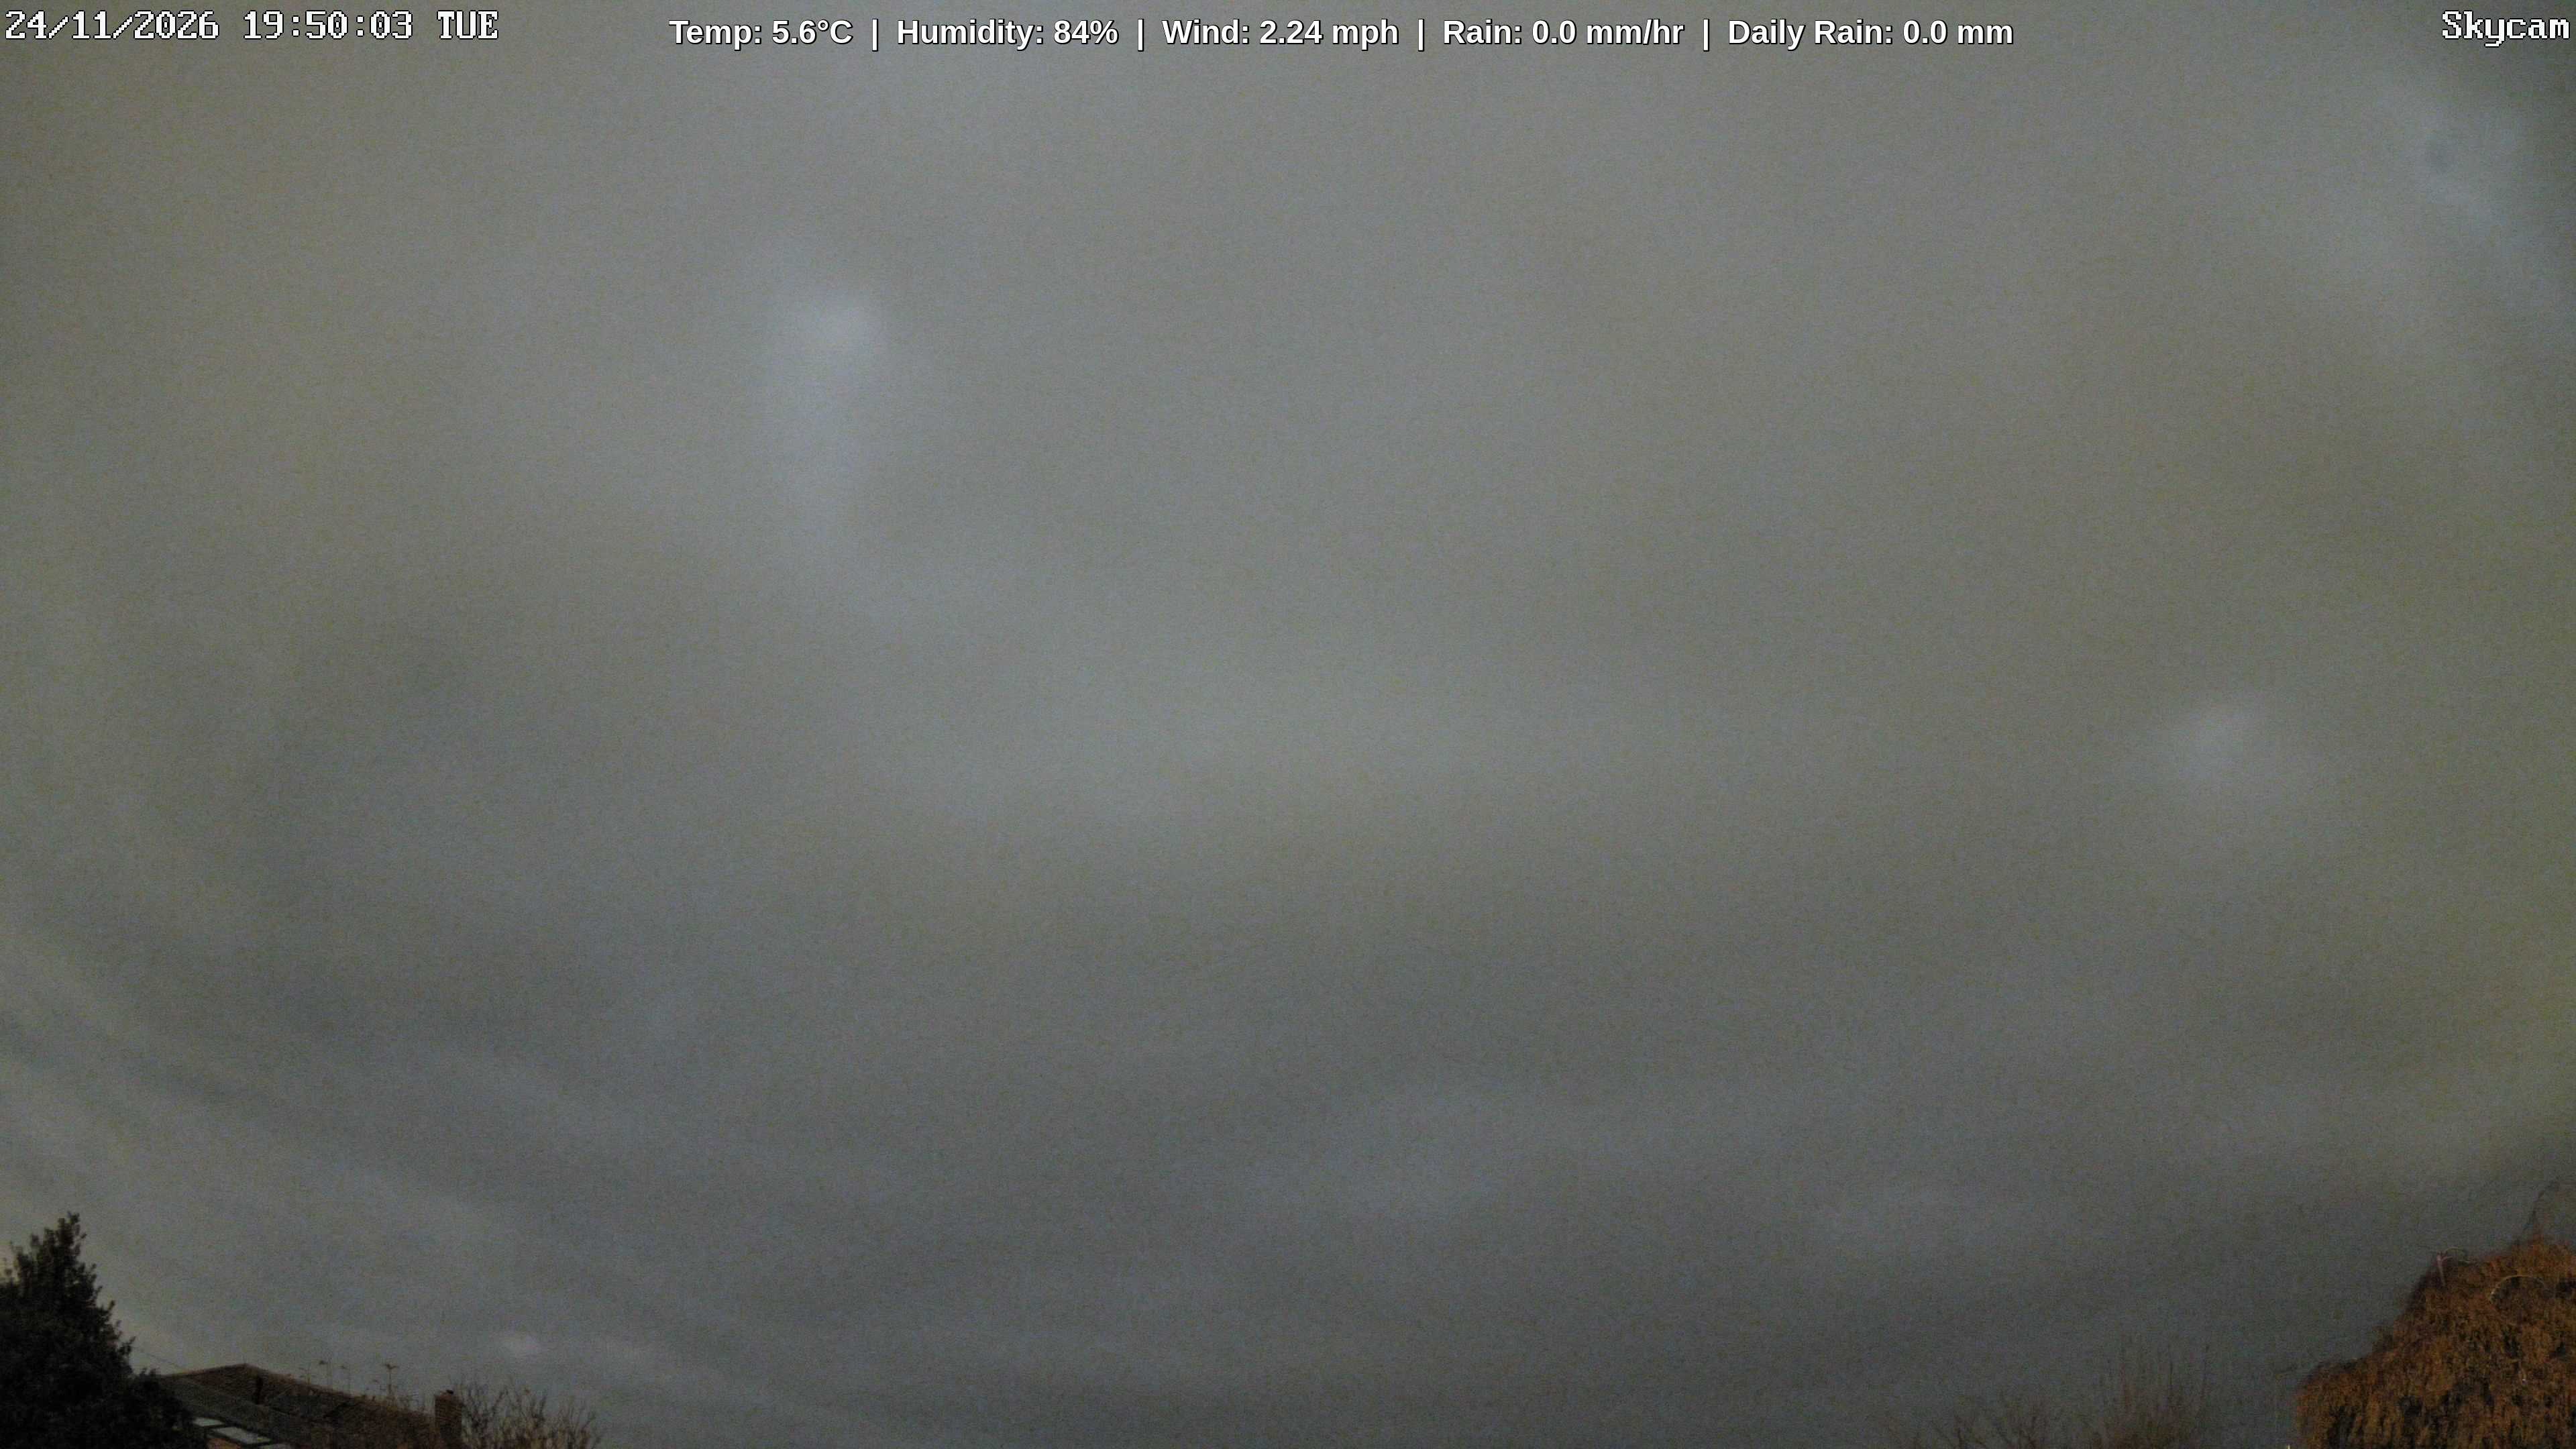 24/11/2026 19:50:03 TUE
Temp: 5.6°C | Humidity: 84% | Wind: 2.24 mph | Rain: 0.0 mm/hr | Daily Rain: 0.0 mm
Skycam